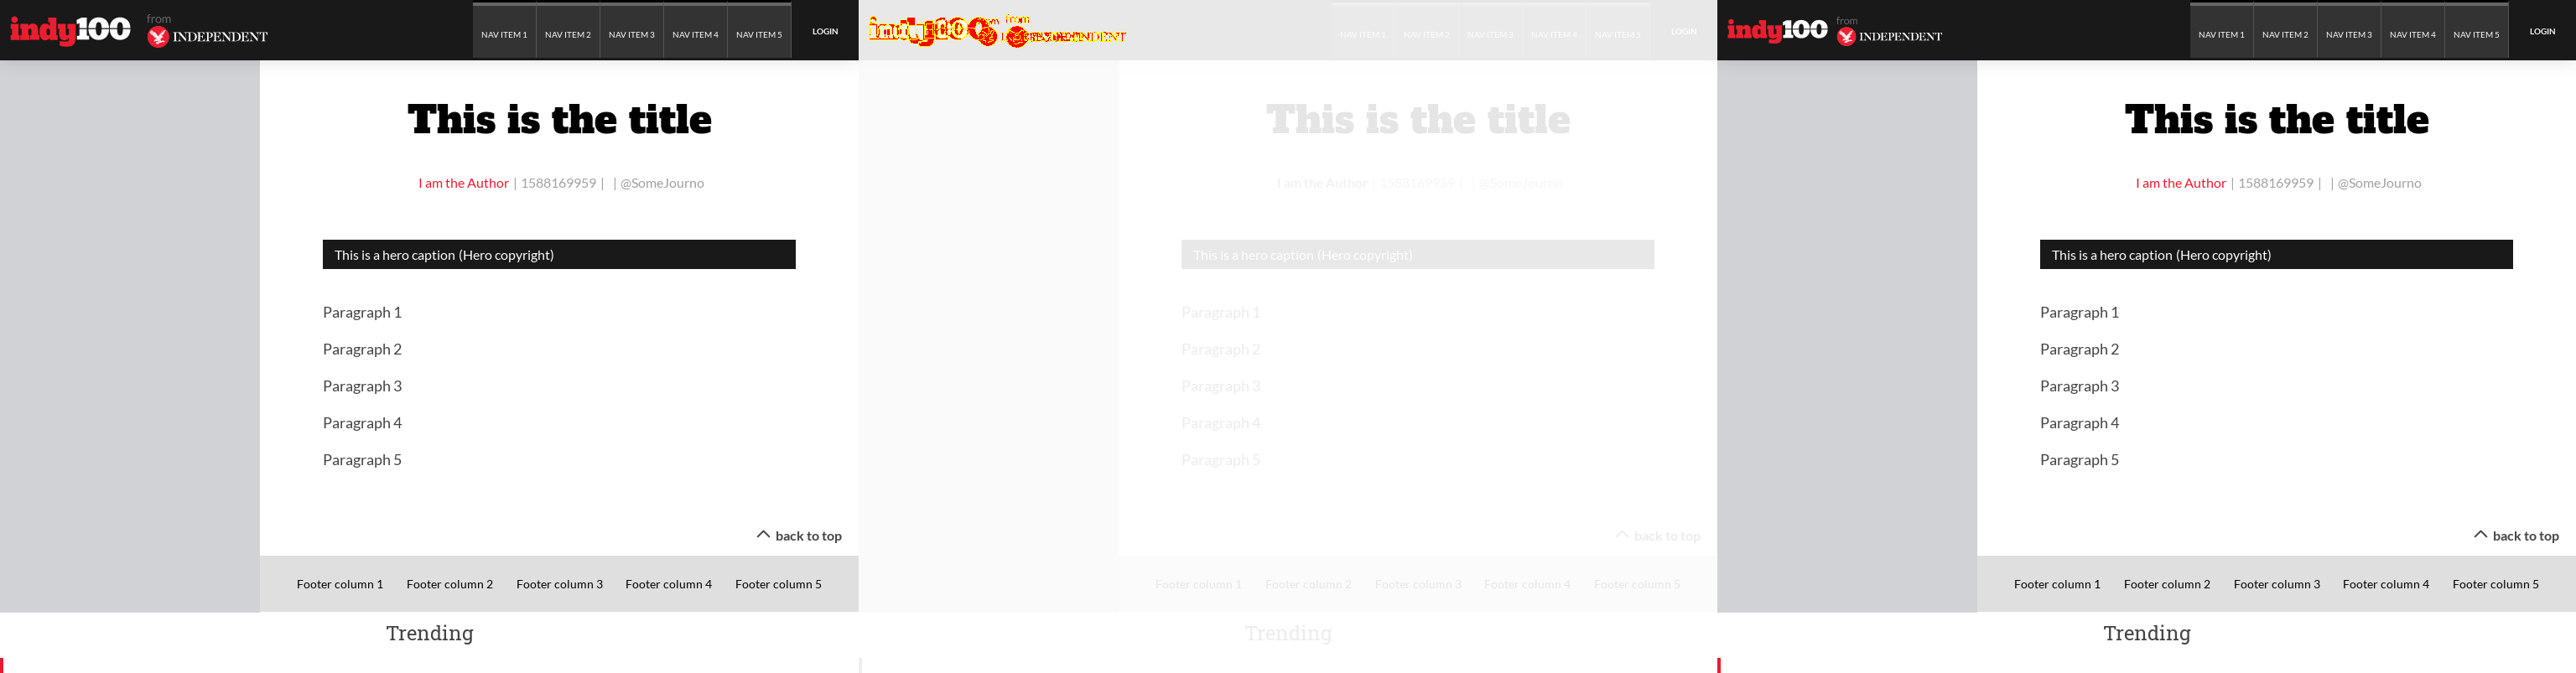 indy100 from INDEPENDENT NAV ITEM 1 NAV ITEM 2 NAV ITEM 3 NAV ITEM 4 NAV ITEM 5 LOGIN
This is the title
I am the Author | 1588169959 | | @SomeJourno
This is a hero caption (Hero copyright)
Paragraph 1
Paragraph 2
Paragraph 3
Paragraph 4
Paragraph 5
back to top
Footer column 1 Footer column 2 Footer column 3 Footer column 4 Footer column 5
Trending
indy100 from NAV ITEM 1 NAV ITEM 2 NAV ITEM 3 NAV ITEM 4 NAV ITEM 5 LOGIN
This is the title
I am the Author | 1588169959 | | @SomeJourno
This is a hero caption (Hero copyright)
Paragraph 1
Paragraph 2
Paragraph 3
Paragraph 4
Paragraph 5
back to top
Footer column 1 Footer column 2 Footer column 3 Footer column 4 Footer column 5
Trending
indy100 from INDEPENDENT NAV ITEM 1 NAV ITEM 2 NAV ITEM 3 NAV ITEM 4 NAV ITEM 5 LOGIN
This is the title
I am the Author | 1588169959 | | @SomeJourno
This is a hero caption (Hero copyright)
Paragraph 1
Paragraph 2
Paragraph 3
Paragraph 4
Paragraph 5
back to top
Footer column 1 Footer column 2 Footer column 3 Footer column 4 Footer column 5
Trending